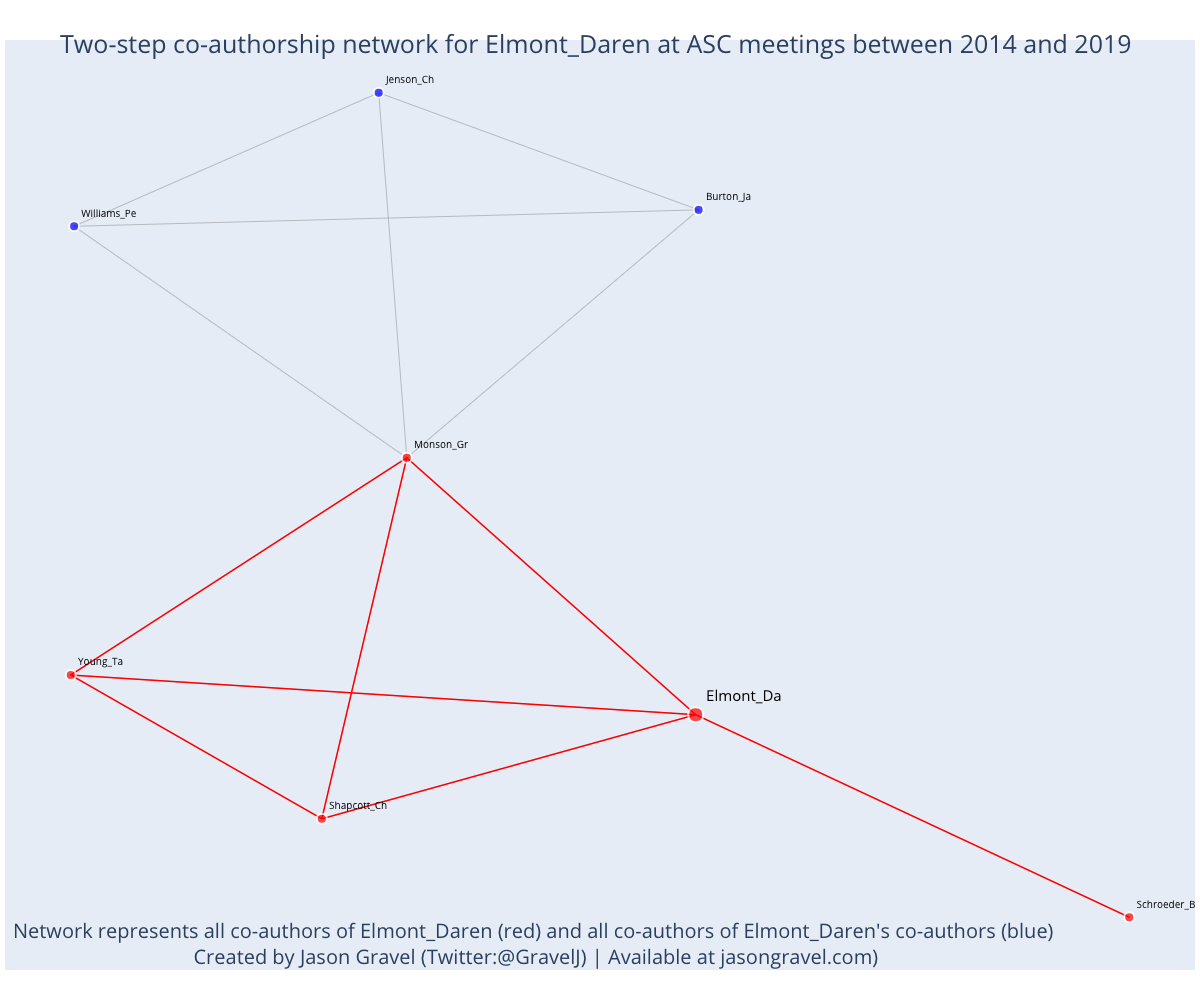 Two-step co-authorship network for Elmont_Daren at ASC meetings between 2014 and 2019
Jenson_Ch
Burton_Ja
Williams_Pe
Monson_Gr
Young_Ta
Elmont_Da
Shapcott_Ch
Schroeder_B
Network represents all co-authors of Elmont_Daren (red) and all co-authors of Elmont_Daren's co-authors (blue)
Created by Jason Gravel (Twitter:@GravelJ) | Available at jasongravel.com)